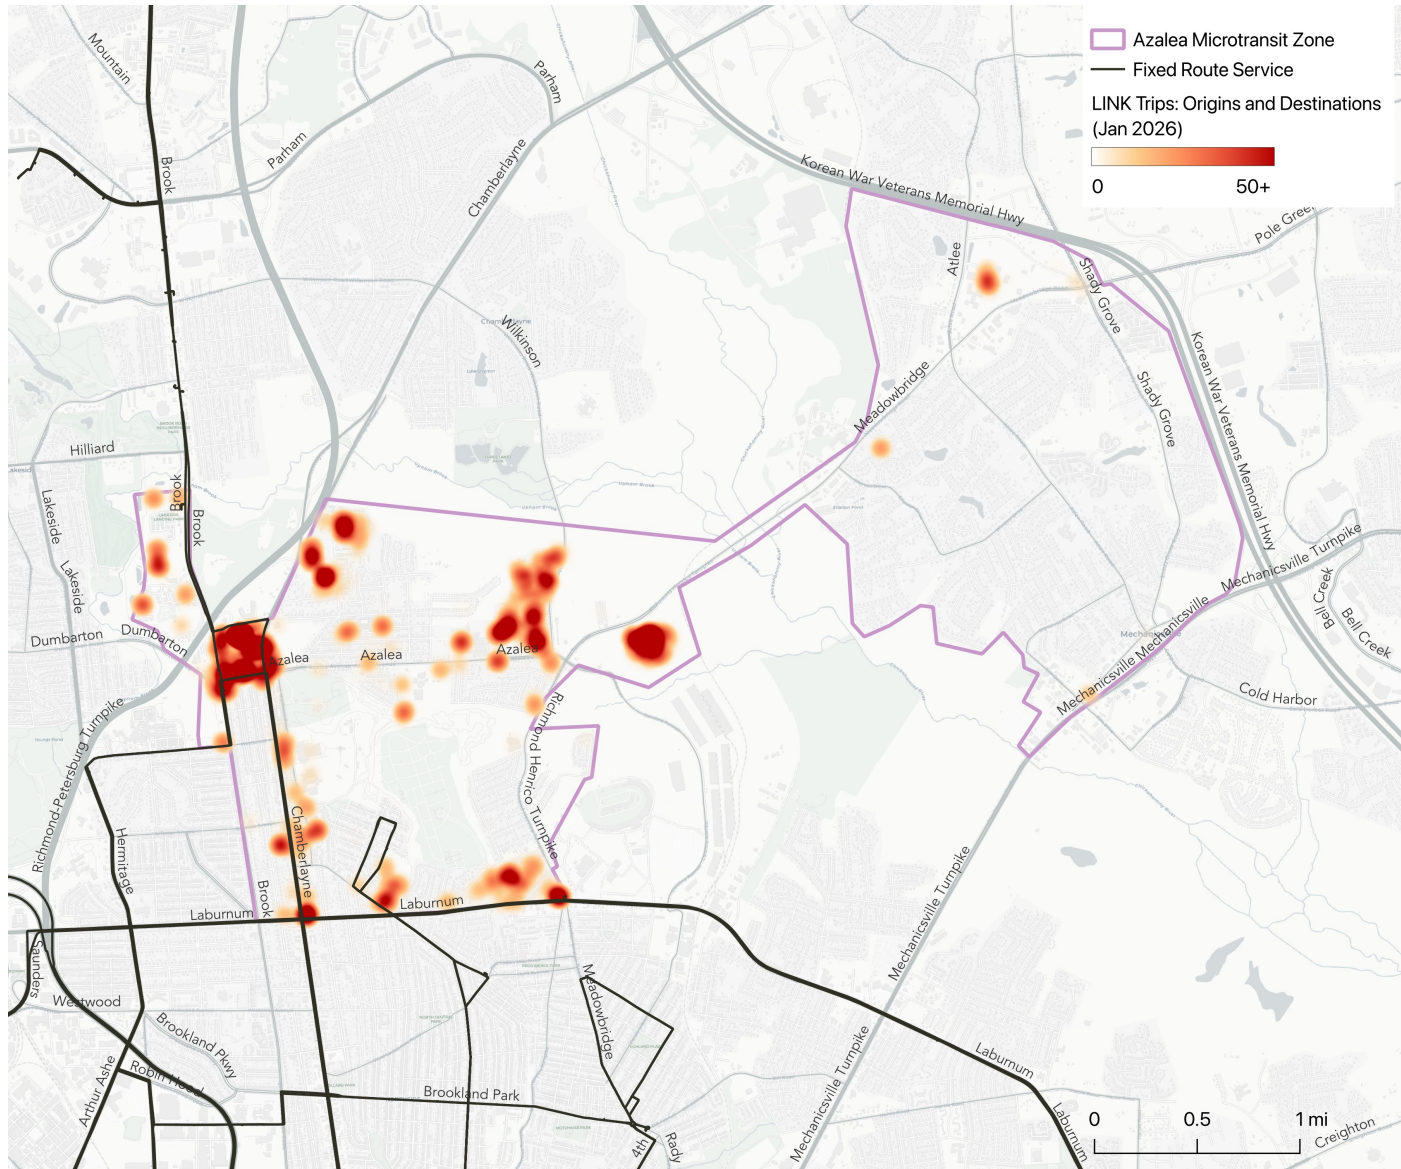 Azalea Microtransit Zone
Fixed Route Service
LINK Trips: Origins and Destinations
(Jan 2026)
0
50+
Mountain
Parham
Parham
Brook
Chamberlayne
Korean War Veterans Memorial Hwy
Pole Green
Atlee
Shady Grove
Wilkinson
Korean War Veterans Memorial Hwy
Shady Grove
Meadowbridge
Hilliard
Lakeside
Brook
Brook
Lakeside
Dumbarton
Dumbarton
Azalea
Azalea
Azalea
Mechanicsville Turnpike
Bell Creek
Bell Creek
Mechanicsville
Mechanicsville
Cold Harbor
Richmond Henrico Turnpike
Richmond-Petersburg Turnpike
Hermitage
Chamberlayne
Brook
Laburnum
Laburnum
Mechanicsville Turnpike
Saunders
Westwood
Brookland Pkwy
Robin Hood
Arthur Ashe
Brookland Park
Meadowbridge
4th
Rady
Mechanicsville Turnpike
Laburnum
Laburnum
Creighton
0
0.5
1 mi